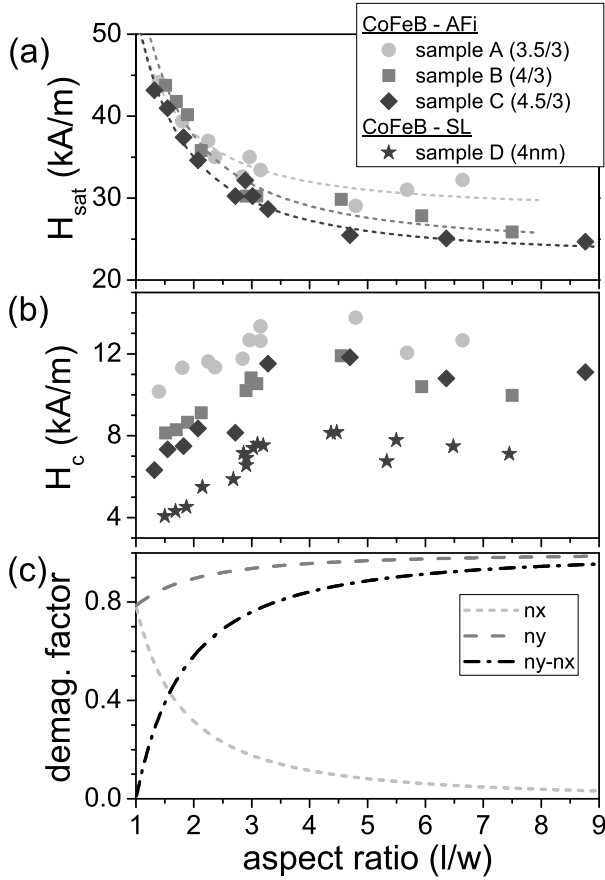 (a)
50
40
30
20
H_sat (kA/m)
CoFeB - AFi
sample A (3.5/3)
sample B (4/3)
sample C (4.5/3)
CoFeB - SL
sample D (4nm)
(b)
12
8
4
H_c (kA/m)
(c)
0.8
0.4
0.0
demag. factor
nx
ny
ny-nx
1 2 3 4 5 6 7 8 9
aspect ratio (l/w)